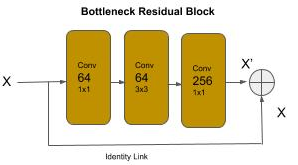 Bottleneck Residual Block
Conv
64
1x1
Conv
64
3x3
Conv
256
1x1
X
X'
X
Identity Link